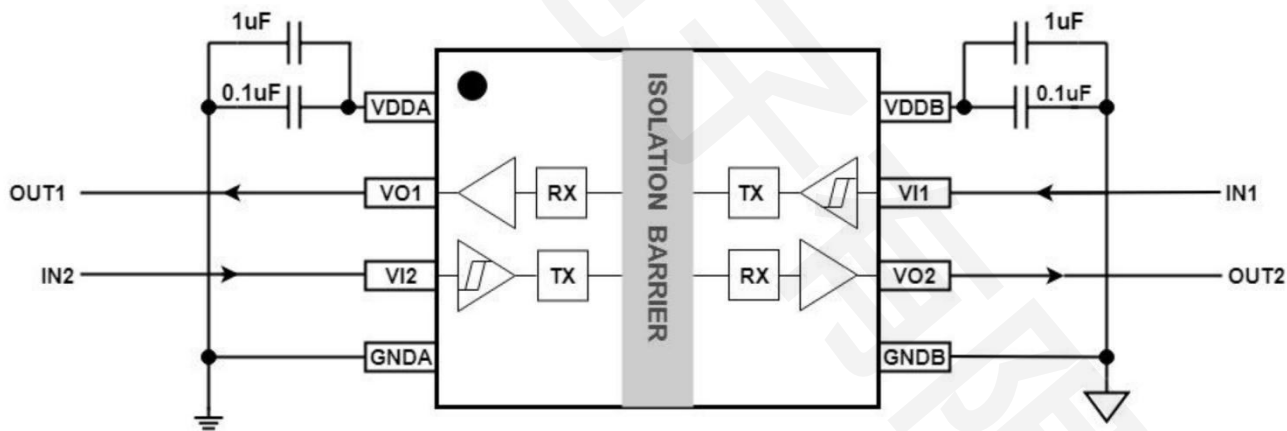 1uF 1uF
0.1uF VDDA VDDB 0.1uF
OUT1 VO1 RX TX VI1 IN1
IN2 VI2 TX RX VO2 OUT2
GNDA GNDB
ISOLATION BARRIER